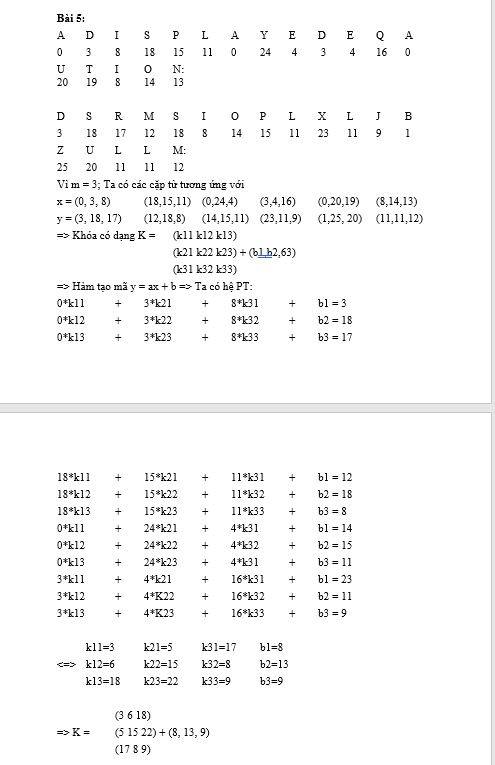 Bài 5:
A D I S P L A Y E D E Q A
0 3 8 18 15 11 0 24 4 3 4 16 0
U T I O N:
20 19 8 14 13
D S R M S I O P L X L J B
3 18 17 12 18 8 14 15 11 23 11 9 1
Z U L L M:
25 20 11 11 12
Vì m = 3; Ta có các cặp từ tương ứng với
x = (0, 3, 8) (18,15,11) (0,24,4) (3,4,16) (0,20,19) (8,14,13)
y = (3, 18, 17) (12,18,8) (14,15,11) (23,11,9) (1,25, 20) (11,11,12)
=> Khóa có dạng K = (k11 k12 k13)
(k21 k22 k23) + (b1,b2,63)
(k31 k32 k33)
=> Hàm tạo mã y = ax + b => Ta có hệ PT:
0*k11 + 3*k21 + 8*k31 + b1 = 3
0*k12 + 3*k22 + 8*k32 + b2 = 18
0*k13 + 3*k23 + 8*k33 + b3 = 17
18*k11 + 15*k21 + 11*k31 + b1 = 12
18*k12 + 15*k22 + 11*k32 + b2 = 18
18*k13 + 15*k23 + 11*k33 + b3 = 8
0*k11 + 24*k21 + 4*k31 + b1 = 14
0*k12 + 24*k22 + 4*k32 + b2 = 15
0*k13 + 24*k23 + 4*k31 + b3 = 11
3*k11 + 4*k21 + 16*k31 + b1 = 23
3*k12 + 4*K22 + 16*k32 + b2 = 11
3*k13 + 4*K23 + 16*k33 + b3 = 9
k11=3 k21=5 k31=17 b1=8
<=> k12=6 k22=15 k32=8 b2=13
k13=18 k23=22 k33=9 b3=9
(3 6 18)
=> K = (5 15 22) + (8, 13, 9)
(17 8 9)